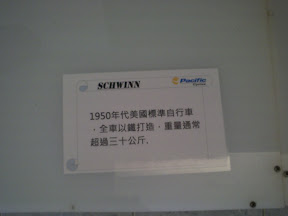 SCHWINN
Pacific
1950年代美國標準自行車
，全車以鐵打造，重量通常
超過三十公斤.